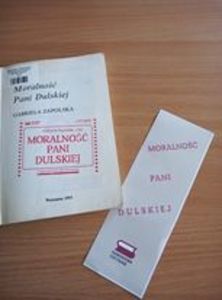 Moralność
Pani Dulskiej
GABRIELA ZAPOLSKA
MORALNOŚĆ
PANI
DULSKIEJ
MORALNOŚĆ
PANI
DULSKIEJ